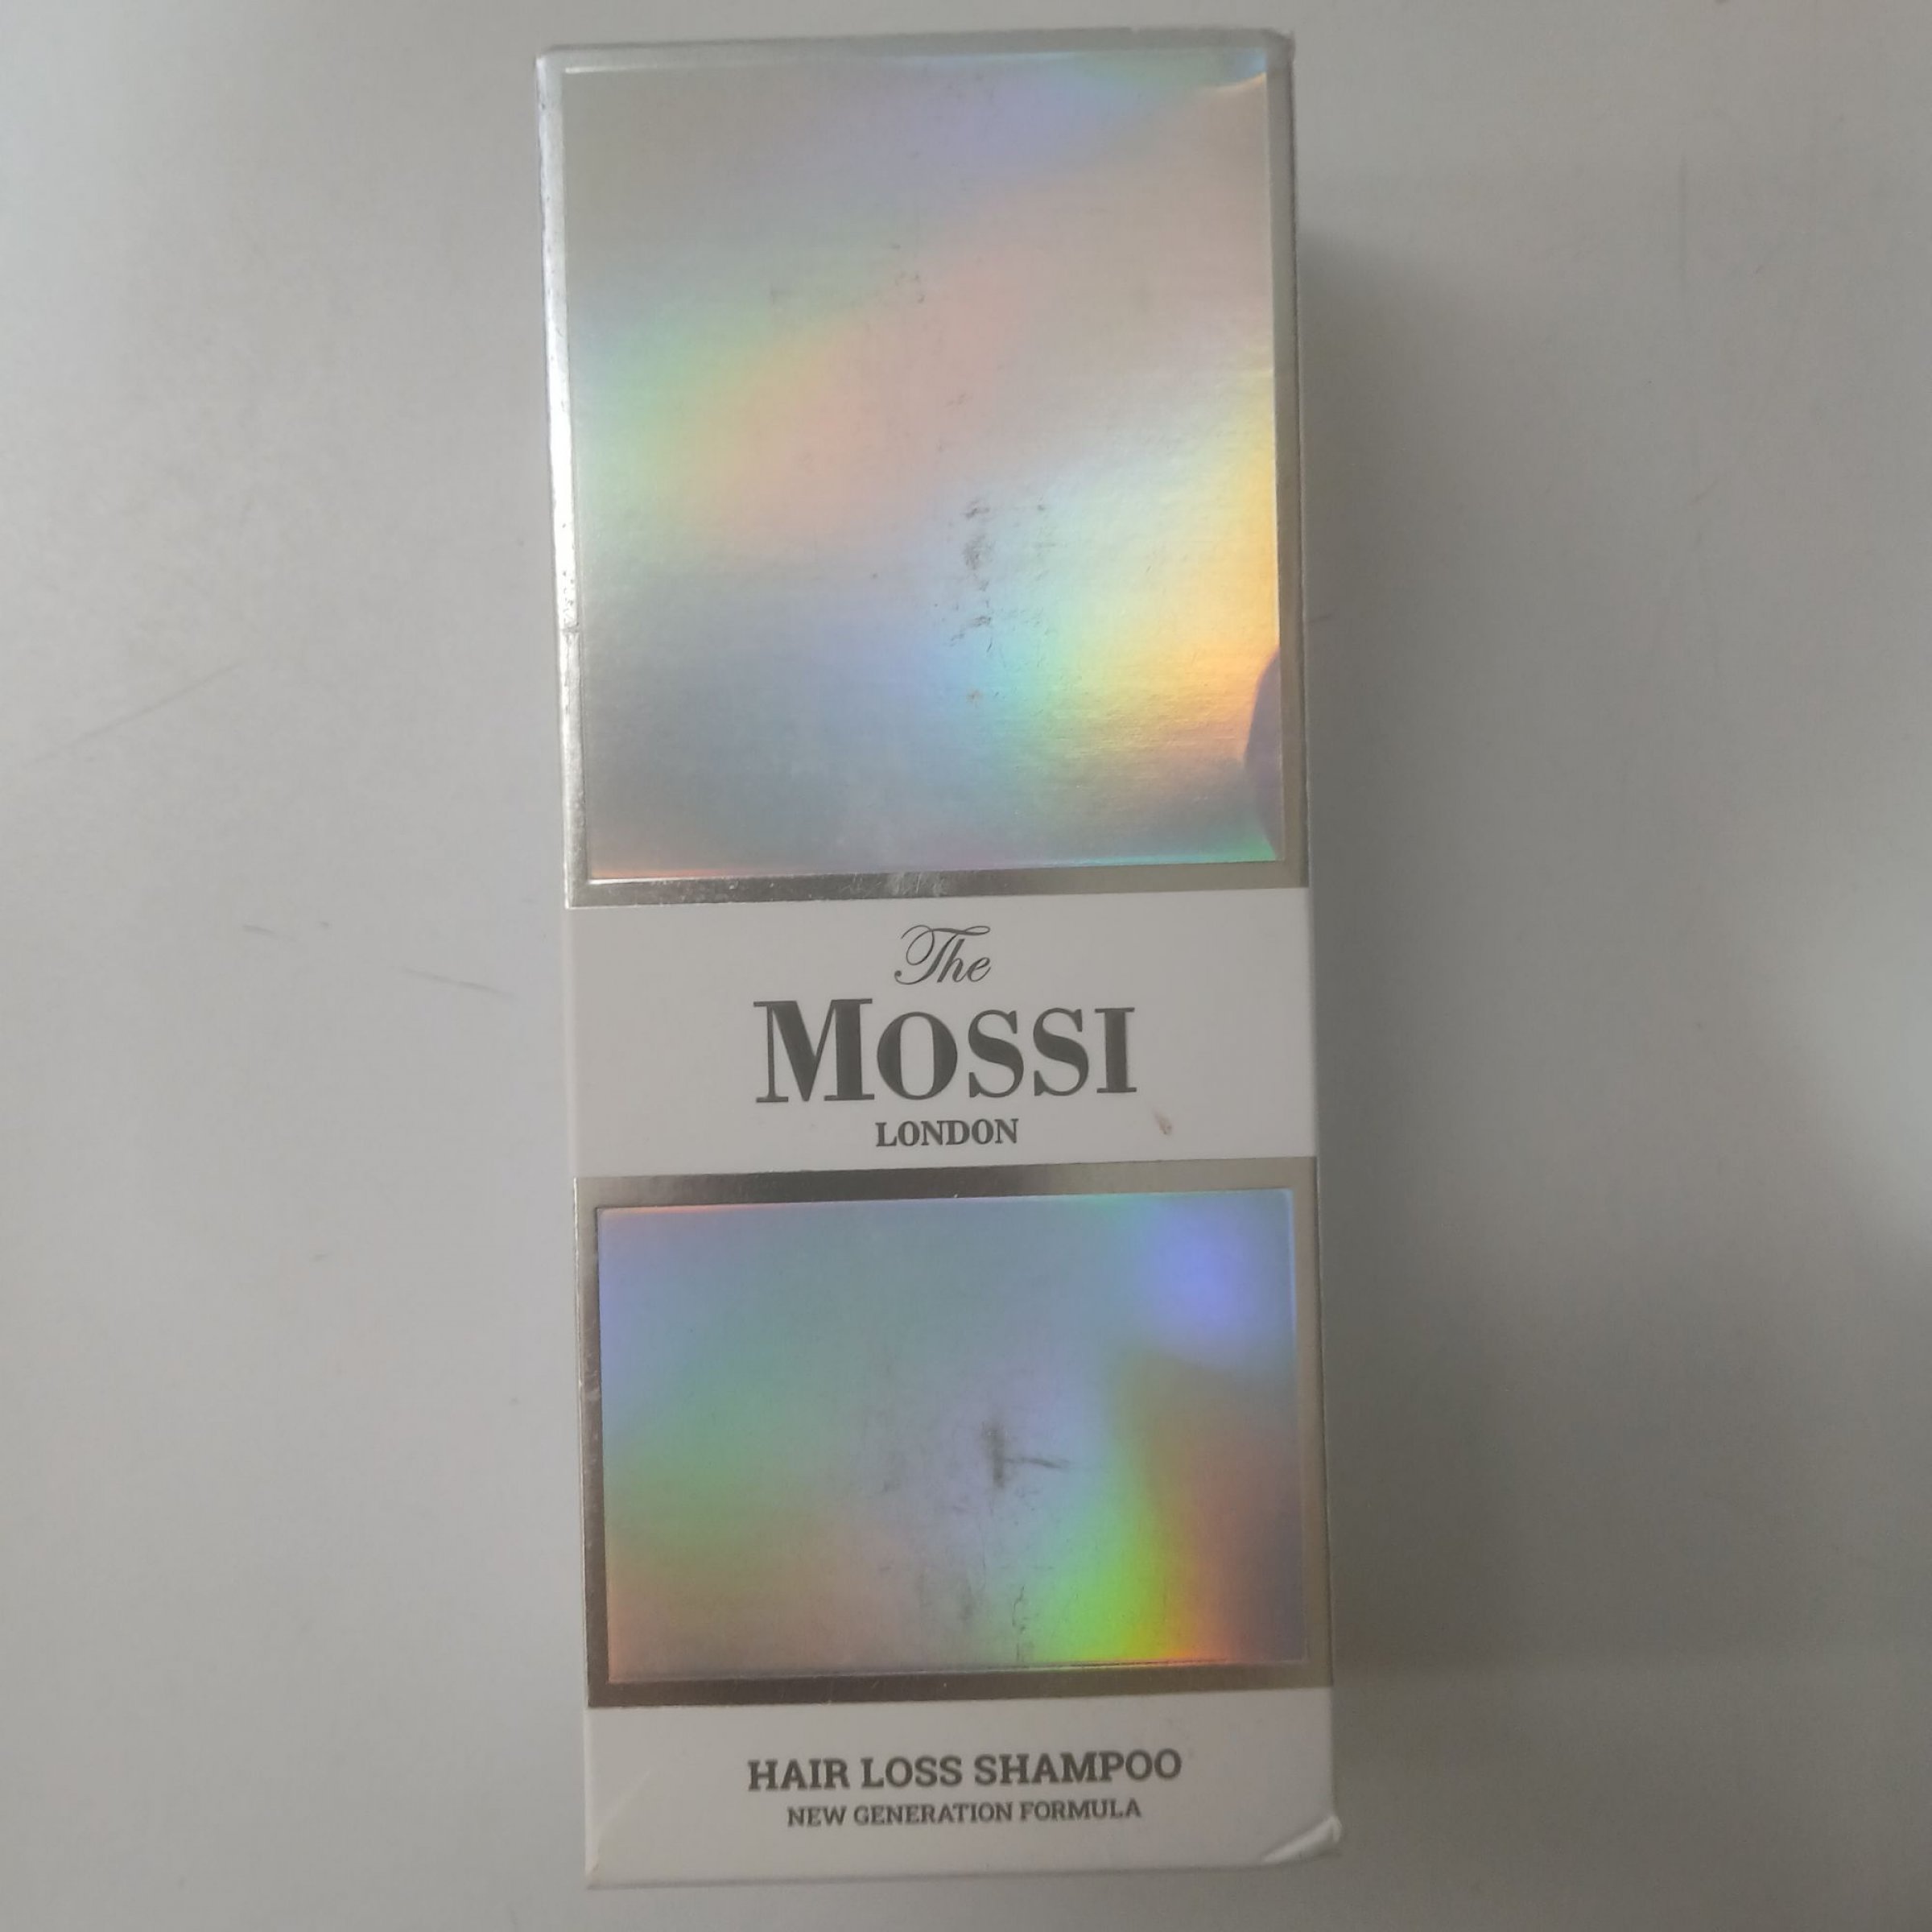 The
MOSSI
LONDON
HAIR LOSS SHAMPOO
NEW GENERATION FORMULA